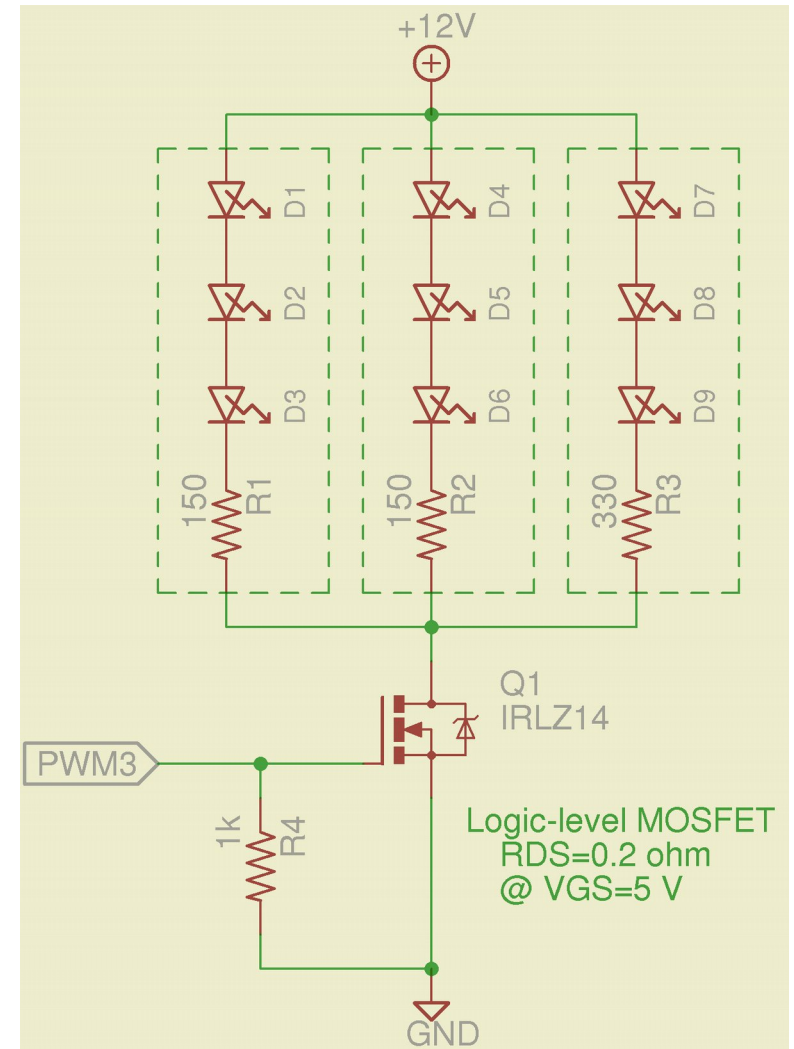 +12V
D1
D4
D7
D2
D5
D8
D3
D6
D9
150
R1
150
R2
330
R3
Q1
IRLZ14
PWM3
1k
R4
Logic-level MOSFET
RDS=0.2 ohm
@ VGS=5 V
GND